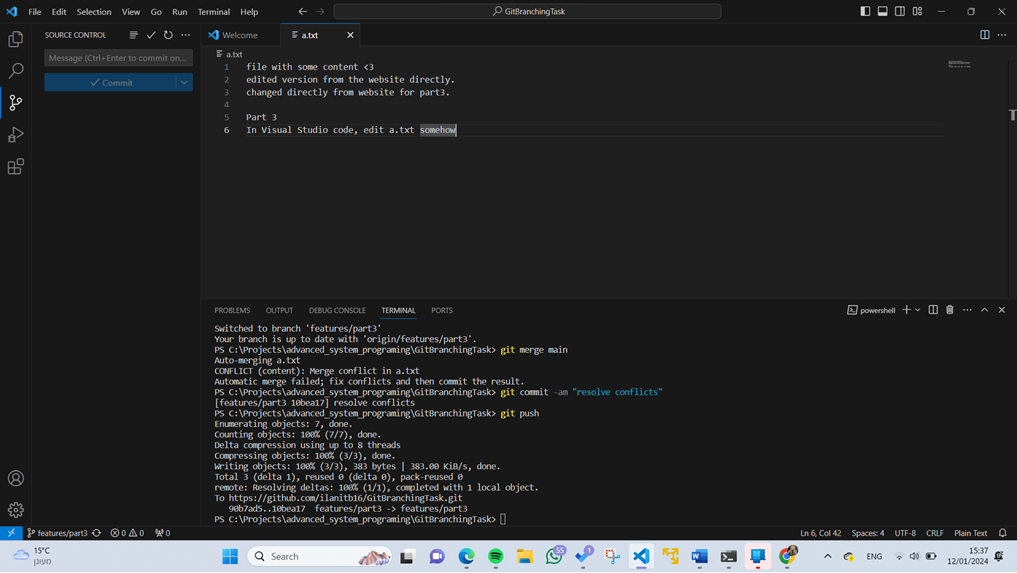 File Edit Selection View Go Run Terminal Help
GitBranchingTask
SOURCE CONTROL
Message (Ctrl+Enter to commit on...
Commit
Welcome
a.txt
a.txt
1 file with some content <3
2 edited version from the website directly.
3 changed directly from website for part3.
4
5 Part 3
6 In Visual Studio code, edit a.txt somehow
PROBLEMS OUTPUT DEBUG CONSOLE TERMINAL PORTS
powershell
Switched to branch 'features/part3'
Your branch is up to date with 'origin/features/part3'.
PS C:\Projects\advanced_system_programing\GitBranchingTask> git merge main
Auto-merging a.txt
CONFLICT (content): Merge conflict in a.txt
Automatic merge failed; fix conflicts and then commit the result.
PS C:\Projects\advanced_system_programing\GitBranchingTask> git commit -am "resolve conflicts"
[features/part3 10bea17] resolve conflicts
PS C:\Projects\advanced_system_programing\GitBranchingTask> git push
Enumerating objects: 7, done.
Counting objects: 100% (7/7), done.
Delta compression using up to 8 threads
Compressing objects: 100% (3/3), done.
Writing objects: 100% (3/3), 383 bytes | 383.00 KiB/s, done.
Total 3 (delta 1), reused 0 (delta 0), pack-reused 0
remote: Resolving deltas: 100% (1/1), completed with 1 local object.
To https://github.com/ilanitb16/GitBranchingTask.git
90b7ad5..10bea17 features/part3 -> features/part3
PS C:\Projects\advanced_system_programing\GitBranchingTask>
features/part3 0 0 0 Ln 6, Col 42 Spaces: 4 UTF-8 CRLF Plain Text
15°C
מעונן
Search
55
1
ENG
15:37
12/01/2024